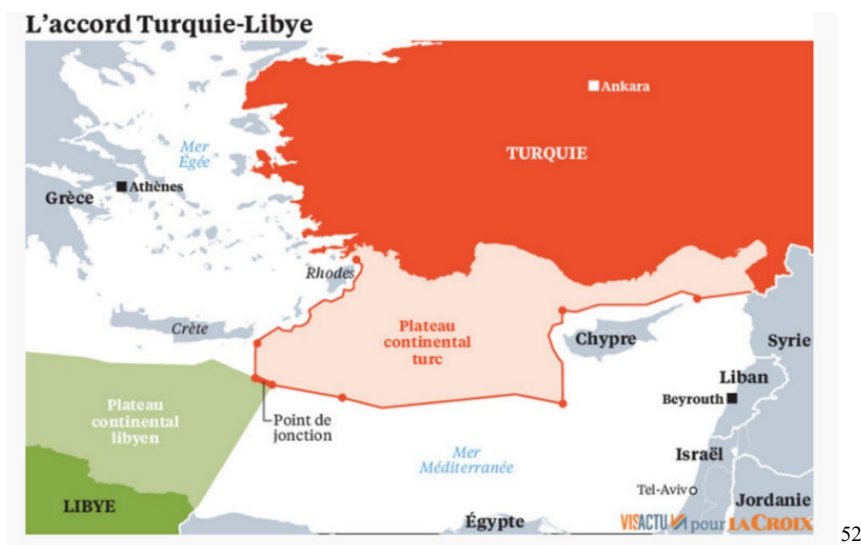 L'accord Turquie-Libye
Ankara
TURQUIE
Mer
Égée
Athènes
Grèce
Rhodes
Crète
Plateau
continental
turc
Chypre
Syrie
Liban
Beyrouth
Plateau
continental
libyen
Point de
jonction
Mer
Méditerranée
Israël
Tel-Aviv
Jordanie
LIBYE
Égypte
VISACTU pour LA CROIX
52